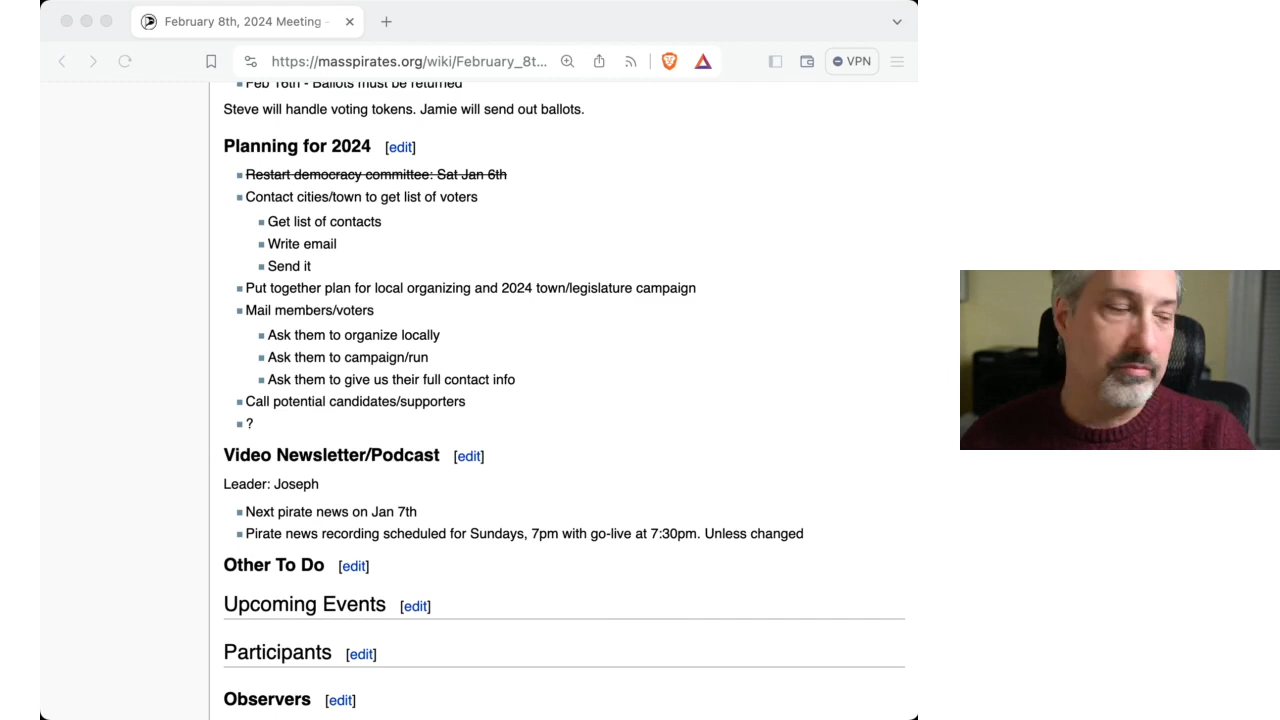 February 8th, 2024 Meeting -
https://masspirates.org/wiki/February_8t...
VPN
Feb 16th - Ballots must be returned
Steve will handle voting tokens. Jamie will send out ballots.
Planning for 2024 [edit]
Restart democracy committee: Sat Jan 6th
Contact cities/town to get list of voters
Get list of contacts
Write email
Send it
Put together plan for local organizing and 2024 town/legislature campaign
Mail members/voters
Ask them to organize locally
Ask them to campaign/run
Ask them to give us their full contact info
Call potential candidates/supporters
?
Video Newsletter/Podcast [edit]
Leader: Joseph
Next pirate news on Jan 7th
Pirate news recording scheduled for Sundays, 7pm with go-live at 7:30pm. Unless changed
Other To Do [edit]
Upcoming Events [edit]
Participants [edit]
Observers [edit]